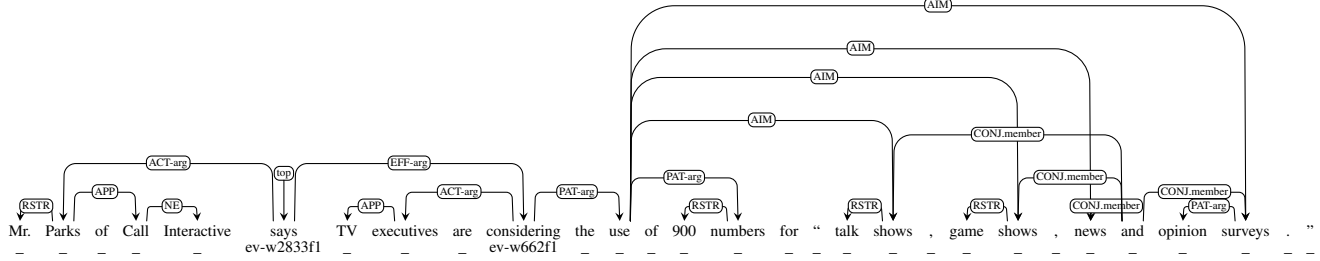 AIM
AIM
AIM
AIM
CONJ.member
ACT-arg EFF-arg
top PAT-arg CONJ.member
APP ACT-arg PAT-arg CONJ.member
RSTR NE APP RSTR RSTR RSTR CONJ.member PAT-arg
Mr. Parks of Call Interactive says TV executives are considering the use of 900 numbers for “ talk shows , game shows , news and opinion surveys . ”
_ _ _ _ _ ev-w2833f1 _ _ _ ev-w662f1 _ _ _ _ _ _ _ _ _ _ _ _ _ _ _ _ _ _ _